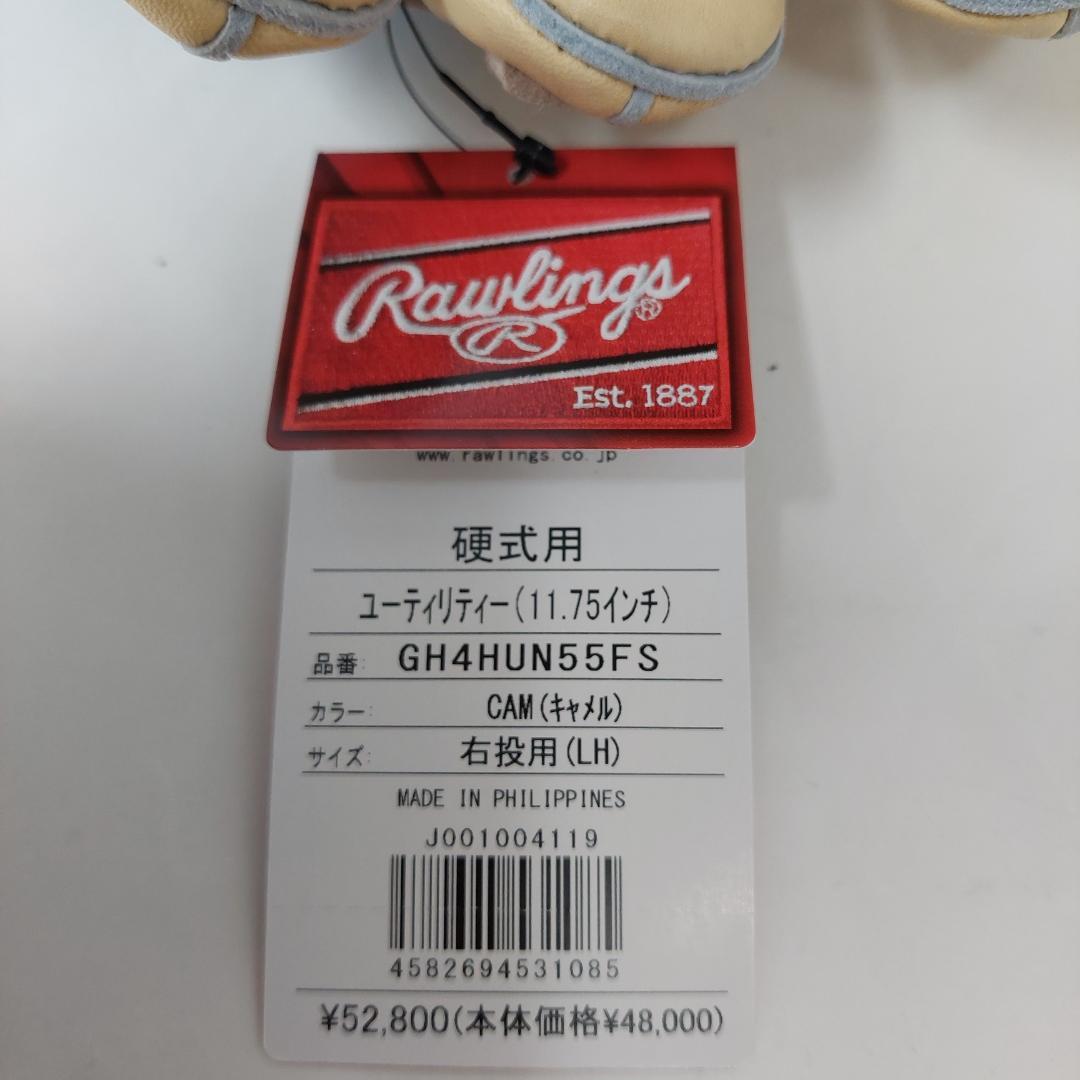 Rawlings®
R
Est. 1887
www.rawlings.co.jp
硬式用
ユーティリティー(11.75インチ)
品番: GH4HUN55FS
カラー: CAM(キャメル)
サイズ: 右投用(LH)
MADE IN PHILIPPINES
J001004119
4582694531085
¥52,800(本体価格¥48,000)